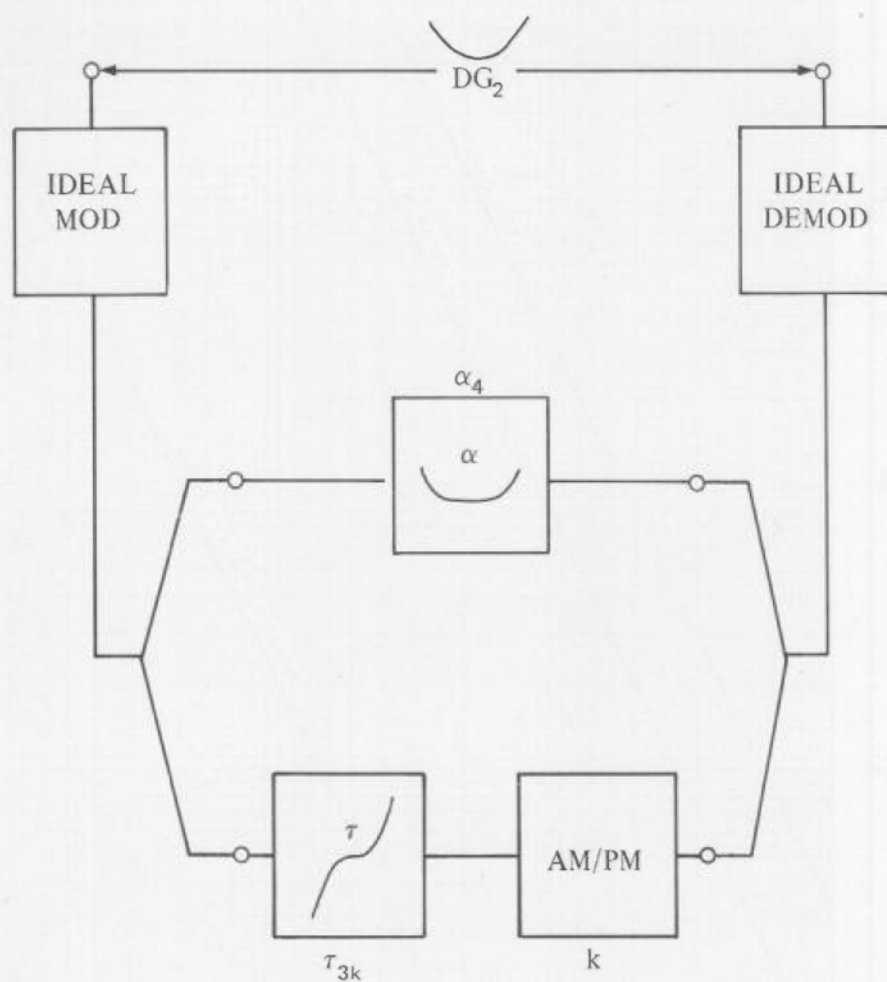 DG₂
IDEAL
MOD
IDEAL
DEMOD
α₄
α
τ
AM/PM
τ₃ₖ
k